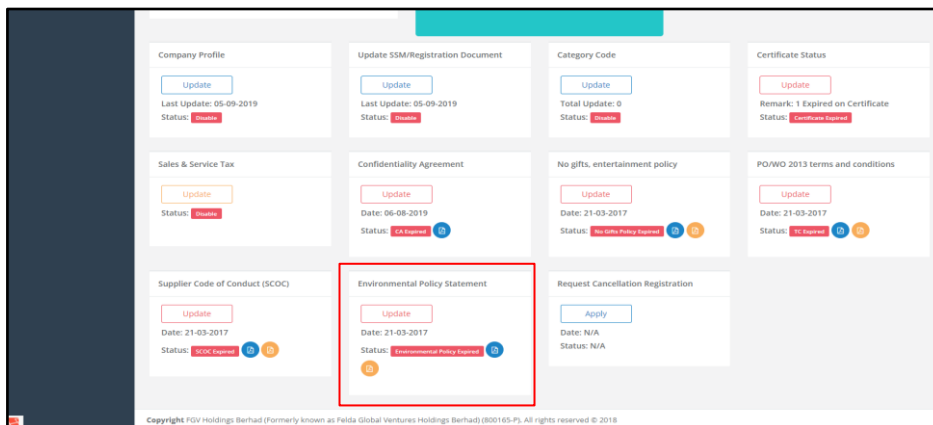 Company Profile
Update
Last Update: 05-09-2019
Status: Disable
Update SSM/Registration Document
Update
Last Update: 05-09-2019
Status: Disable
Category Code
Update
Total Update: 0
Status: Disable
Certificate Status
Update
Remark: 1 Expired on Certificate
Status: Certificate Expired
Sales & Service Tax
Update
Status: Disable
Confidentiality Agreement
Update
Date: 06-08-2019
Status: CA Expired
No gifts, entertainment policy
Update
Date: 21-03-2017
Status: No Gifts Policy Expired
PO/WO 2013 terms and conditions
Update
Date: 21-03-2017
Status: TC Expired
Supplier Code of Conduct (SCOC)
Update
Date: 21-03-2017
Status: SCOC Expired
Environmental Policy Statement
Update
Date: 21-03-2017
Status: Environmental Policy Expired
Request Cancellation Registration
Apply
Date: N/A
Status: N/A
Copyright FGV Holdings Berhad (Formerly known as Felda Global Ventures Holdings Berhad) (800165-P). All rights reserved © 2018